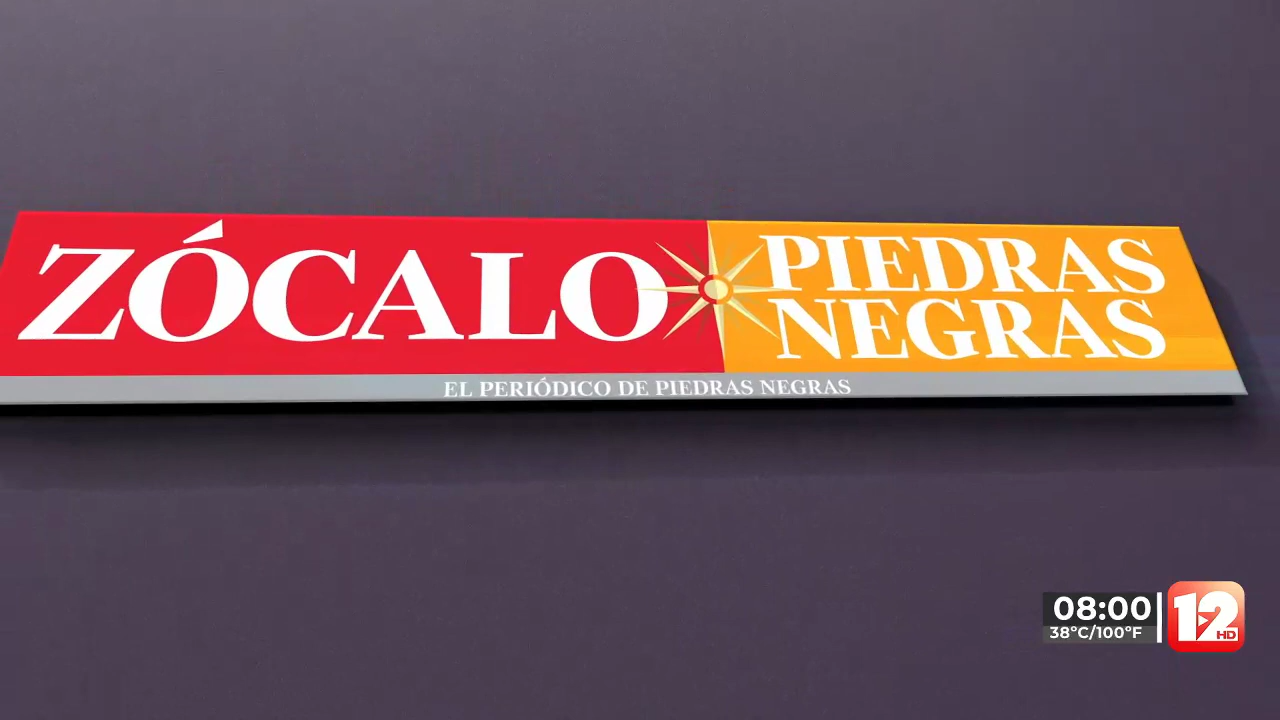 ZÓCALO
PIEDRAS
NEGRAS
EL PERIÓDICO DE PIEDRAS NEGRAS
08:00
38°C/100°F
12
HD